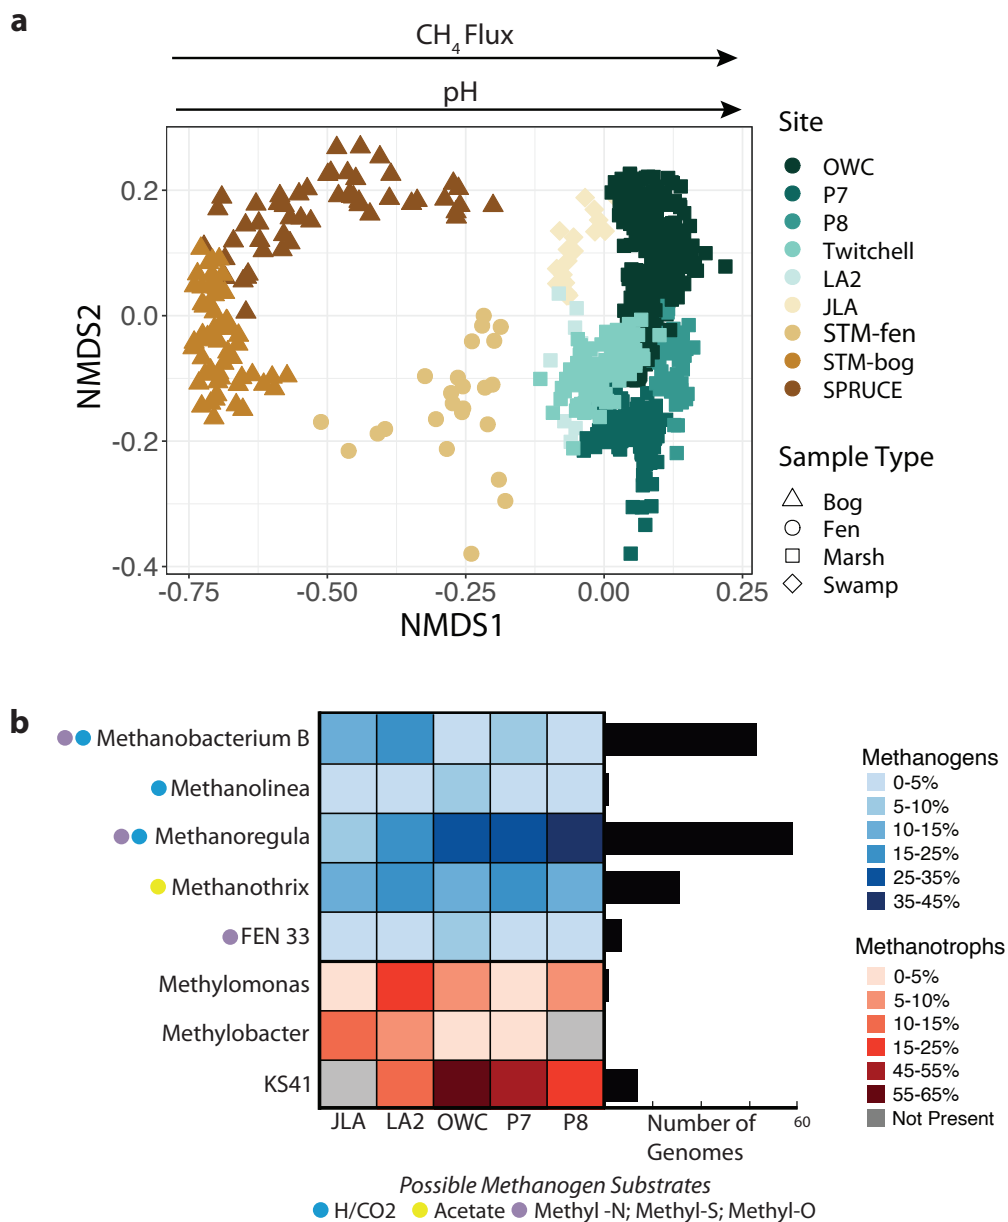 a
CH4 Flux
pH
0.2
0.0
-0.2
-0.4
NMDS2
-0.75 -0.50 -0.25 0.00 0.25
NMDS1
Site
OWC
P7
P8
Twitchell
LA2
JLA
STM-fen
STM-bog
SPRUCE
Sample Type
Bog
Fen
Marsh
Swamp
b
Methanobacterium B
Methanolinea
Methanoregula
Methanothrix
FEN 33
Methylomonas
Methylobacter
KS41
JLA LA2 OWC P7 P8
Number of
Genomes
60
Methanogens
0-5%
5-10%
10-15%
15-25%
25-35%
35-45%
Methanotrophs
0-5%
5-10%
10-15%
15-25%
45-55%
55-65%
Not Present
Possible Methanogen Substrates
H/CO2 Acetate Methyl -N; Methyl-S; Methyl-O